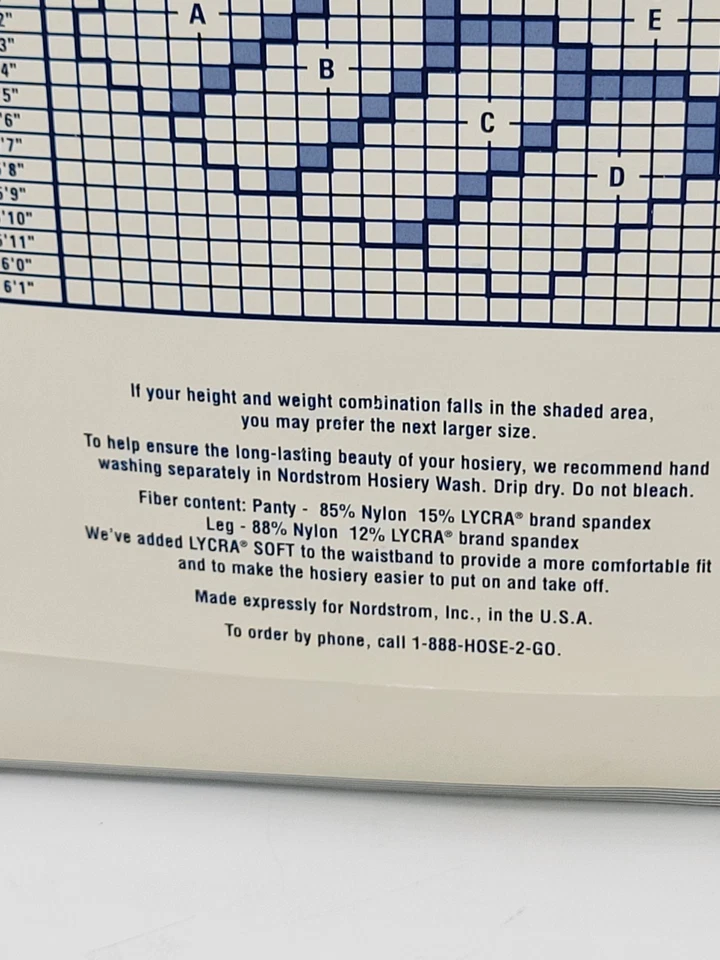 A
E
2"
3"
B
4"
5"
C
'6"
'7"
D
'8"
'9"
'10"
'11"
6'0"
6'1"
If your height and weight combination falls in the shaded area,
you may prefer the next larger size.
To help ensure the long-lasting beauty of your hosiery, we recommend hand
washing separately in Nordstrom Hosiery Wash. Drip dry. Do not bleach.
Fiber content: Panty - 85% Nylon 15% LYCRA® brand spandex
Leg - 88% Nylon 12% LYCRA® brand spandex
We've added LYCRA® SOFT to the waistband to provide a more comfortable fit
and to make the hosiery easier to put on and take off.
Made expressly for Nordstrom, Inc., in the U.S.A.
To order by phone, call 1-888-HOSE-2-GO.